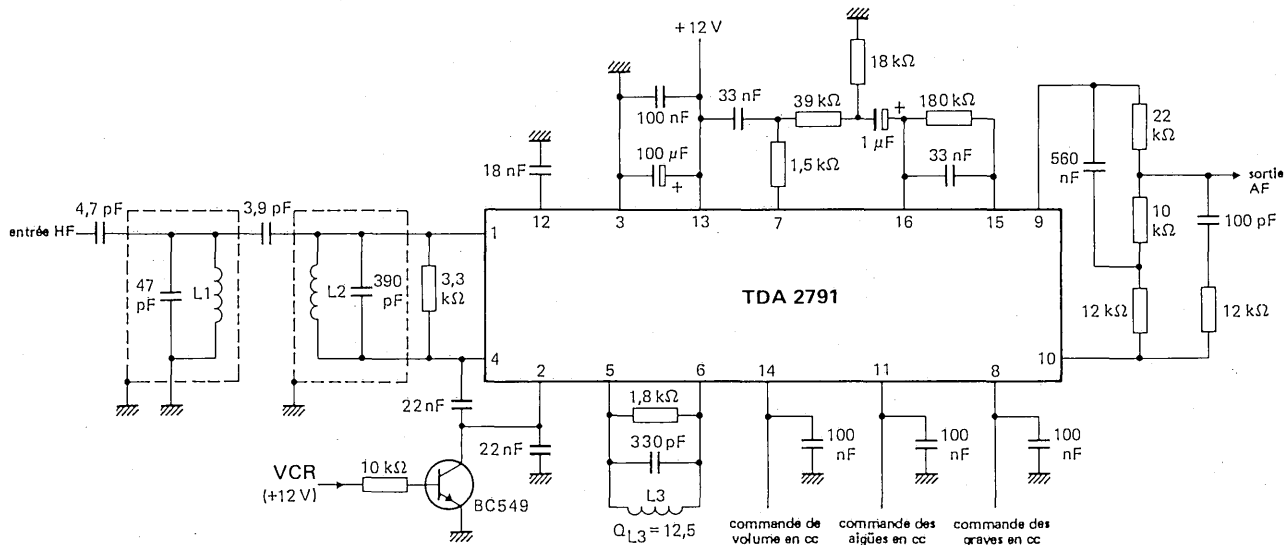 +12 V
18 kΩ
33 nF
39 kΩ
180 kΩ
22
kΩ
100 nF
1 µF
+
100 µF
+
1,5 kΩ
33 nF
560
nF
sortie
AF
18 nF
10
kΩ
100 pF
4,7 pF
3,9 pF
12
3
13
7
16
15
9
entrée HF
1
47
pF
L1
L2
390
pF
3,3
kΩ
TDA 2791
12 kΩ
12 kΩ
4
10
2
5
6
14
11
8
22 nF
1,8 kΩ
22 nF
330 pF
100
nF
100
nF
100
nF
VCR
(+12 V)
10 kΩ
BC549
L3
QL3 = 12,5
commande de
volume en cc
commande des
aigües en cc
commande des
graves en cc